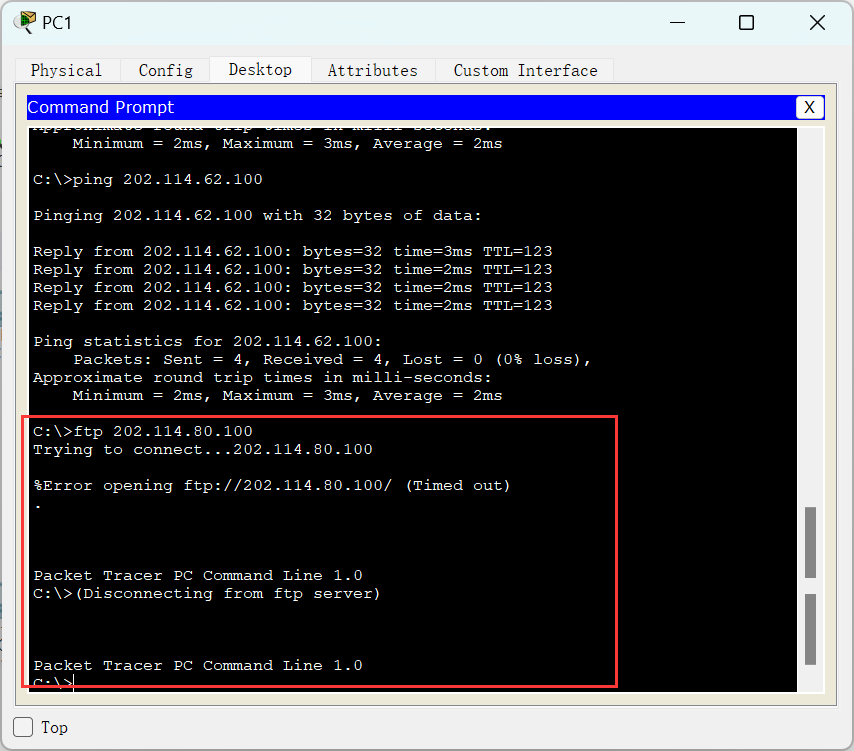 PC1
Physical Config Desktop Attributes Custom Interface
Command Prompt X
Approximate round trip times in milli-seconds:
Minimum = 2ms, Maximum = 3ms, Average = 2ms
C:\>ping 202.114.62.100
Pinging 202.114.62.100 with 32 bytes of data:
Reply from 202.114.62.100: bytes=32 time=3ms TTL=123
Reply from 202.114.62.100: bytes=32 time=2ms TTL=123
Reply from 202.114.62.100: bytes=32 time=2ms TTL=123
Reply from 202.114.62.100: bytes=32 time=2ms TTL=123
Ping statistics for 202.114.62.100:
Packets: Sent = 4, Received = 4, Lost = 0 (0% loss),
Approximate round trip times in milli-seconds:
Minimum = 2ms, Maximum = 3ms, Average = 2ms
C:\>ftp 202.114.80.100
Trying to connect...202.114.80.100
%Error opening ftp://202.114.80.100/ (Timed out)
.
Packet Tracer PC Command Line 1.0
C:\>(Disconnecting from ftp server)
Packet Tracer PC Command Line 1.0
C:\>
Top